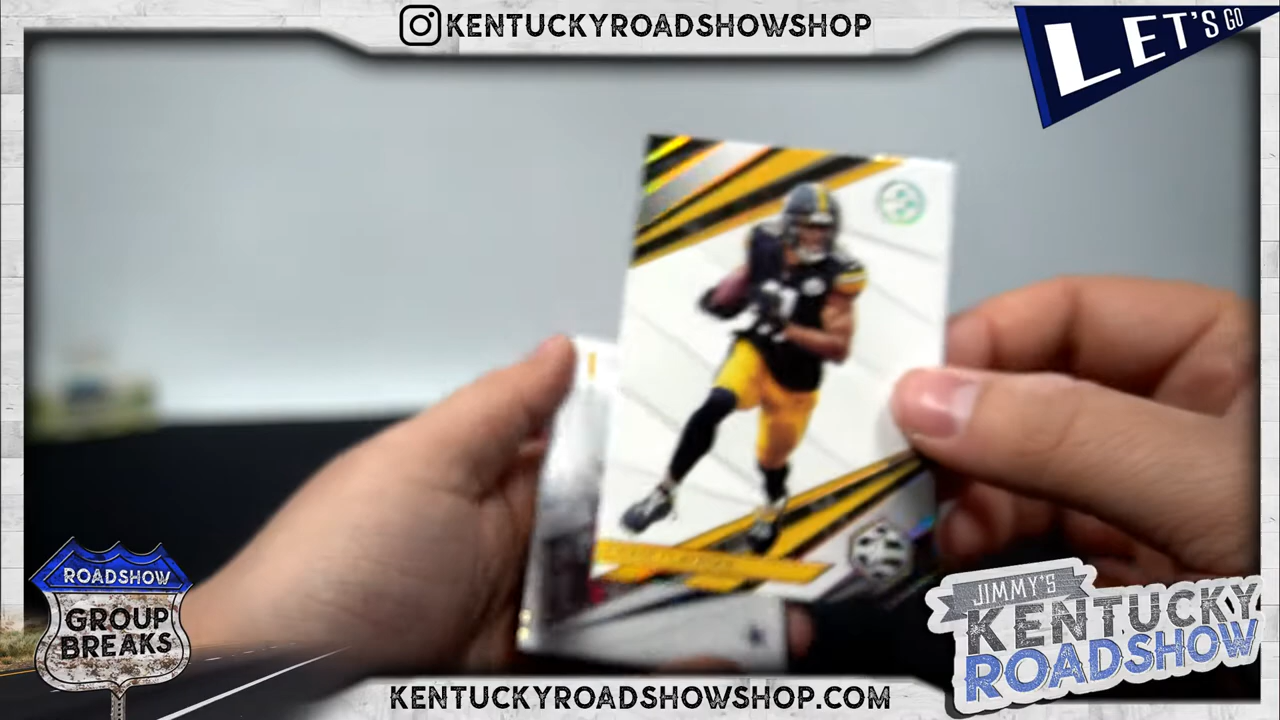 KENTUCKYROADSHOWSHOP
LET'S GO
ROADSHOW
GROUP
BREAKS
JIMMY'S
KENTUCKY
ROADSHOW
KENTUCKYROADSHOWSHOP.COM